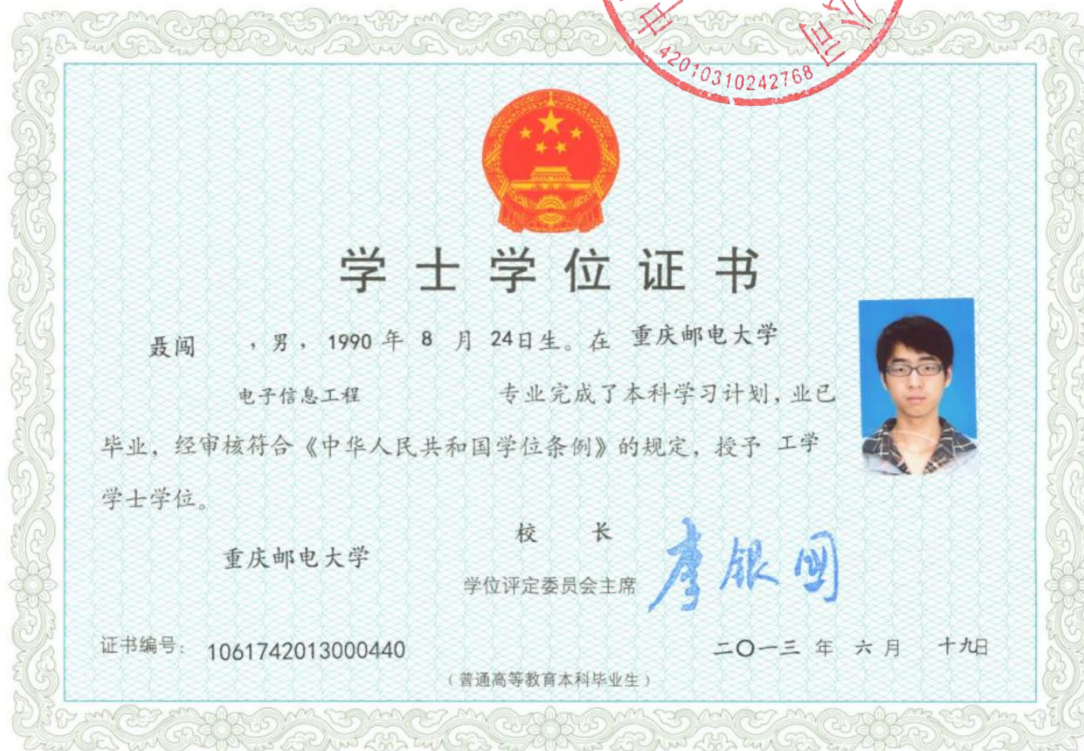 42010310242768
学士学位证书
聂闯 ,男,1990年8月24日生。在 重庆邮电大学
电子信息工程 专业完成了本科学习计划,业已
毕业,经审核符合《中华人民共和国学位条例》的规定,授予 工学
学士学位。
校 长
重庆邮电大学
学位评定委员会主席
证书编号: 1061742013000440 二〇一三 年 六 月 十九日
(普通高等教育本科毕业生)